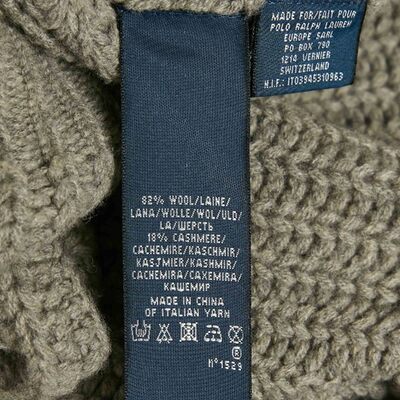 MADE FOR/FAIT POUR
POLO RALPH LAUREN
EUROPE SARL
PO BOX 790
1214 VERNIER
SWITZERLAND
N.I.F.: IT03945310963
82% WOOL/LAINE/
LANA/WOLLE/WOL/ULD/
LA/ШЕРСТЬ
18% CASHMERE/
CACHEMIRE/KASCHMIR/
KASJMIER/KASHMIR/
CACHEMIRA/CAXEMIRA/
КАШЕМИР
MADE IN CHINA
OF ITALIAN YARN
®
N°1529